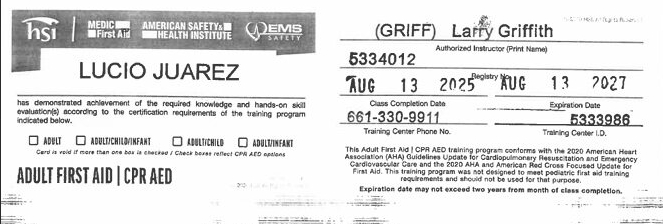 hsi MEDIC First Aid AMERICAN SAFETY& HEALTH INSTITUTE EMS SAFETY
LUCIO JUAREZ
has demonstrated achievement of the required knowledge and hands-on skill
evaluation(s) according to the certification requirements of the training program
indicated below.
ADULT ADULT/CHILD/INFANT ADULT/CHILD ADULT/INFANT
Card is void if more than one box is checked / Check boxes reflect CPR AED options
ADULT FIRST AID | CPR AED
(GRIFF) Larry Griffith
Authorized Instructor (Print Name)
5334012
Registry No.
AUG 13 2025 AUG 13 2027
Class Completion Date Expiration Date
661-330-9911 5333986
Training Center Phone No. Training Center I.D.
This Adult First Aid | CPR AED training program conforms with the 2020 American Heart
Association (AHA) Guidelines Update for Cardiopulmonary Resuscitation and Emergency
Cardiovascular Care and the 2020 AHA and American Red Cross Focused Update for
First Aid. This training program was not designed to meet pediatric first aid training
requirements and should not be used for that purpose.
Expiration date may not exceed two years from month of class completion.